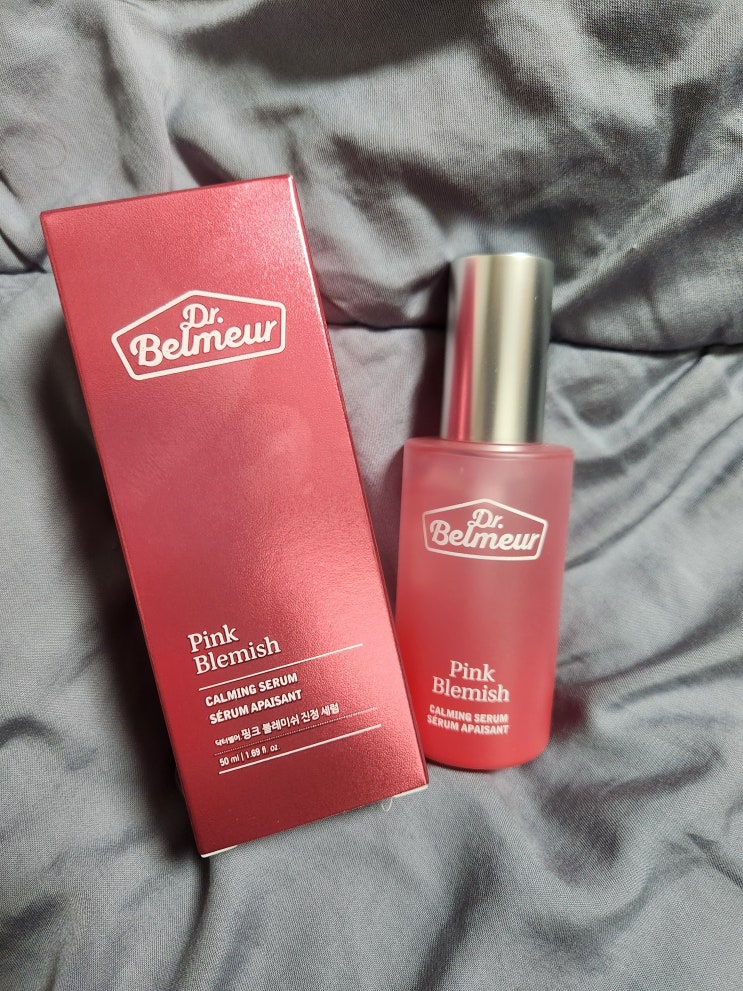 Dr.
Belmeur
Pink
Blemish
CALMING SERUM
SÉRUM APAISANT
닥터벨머 핑크 블레미쉬 진정 세럼
50 ml | 1.69 fl. oz
Dr.
Belmeur
Pink
Blemish
CALMING SERUM
SÉRUM APAISANT